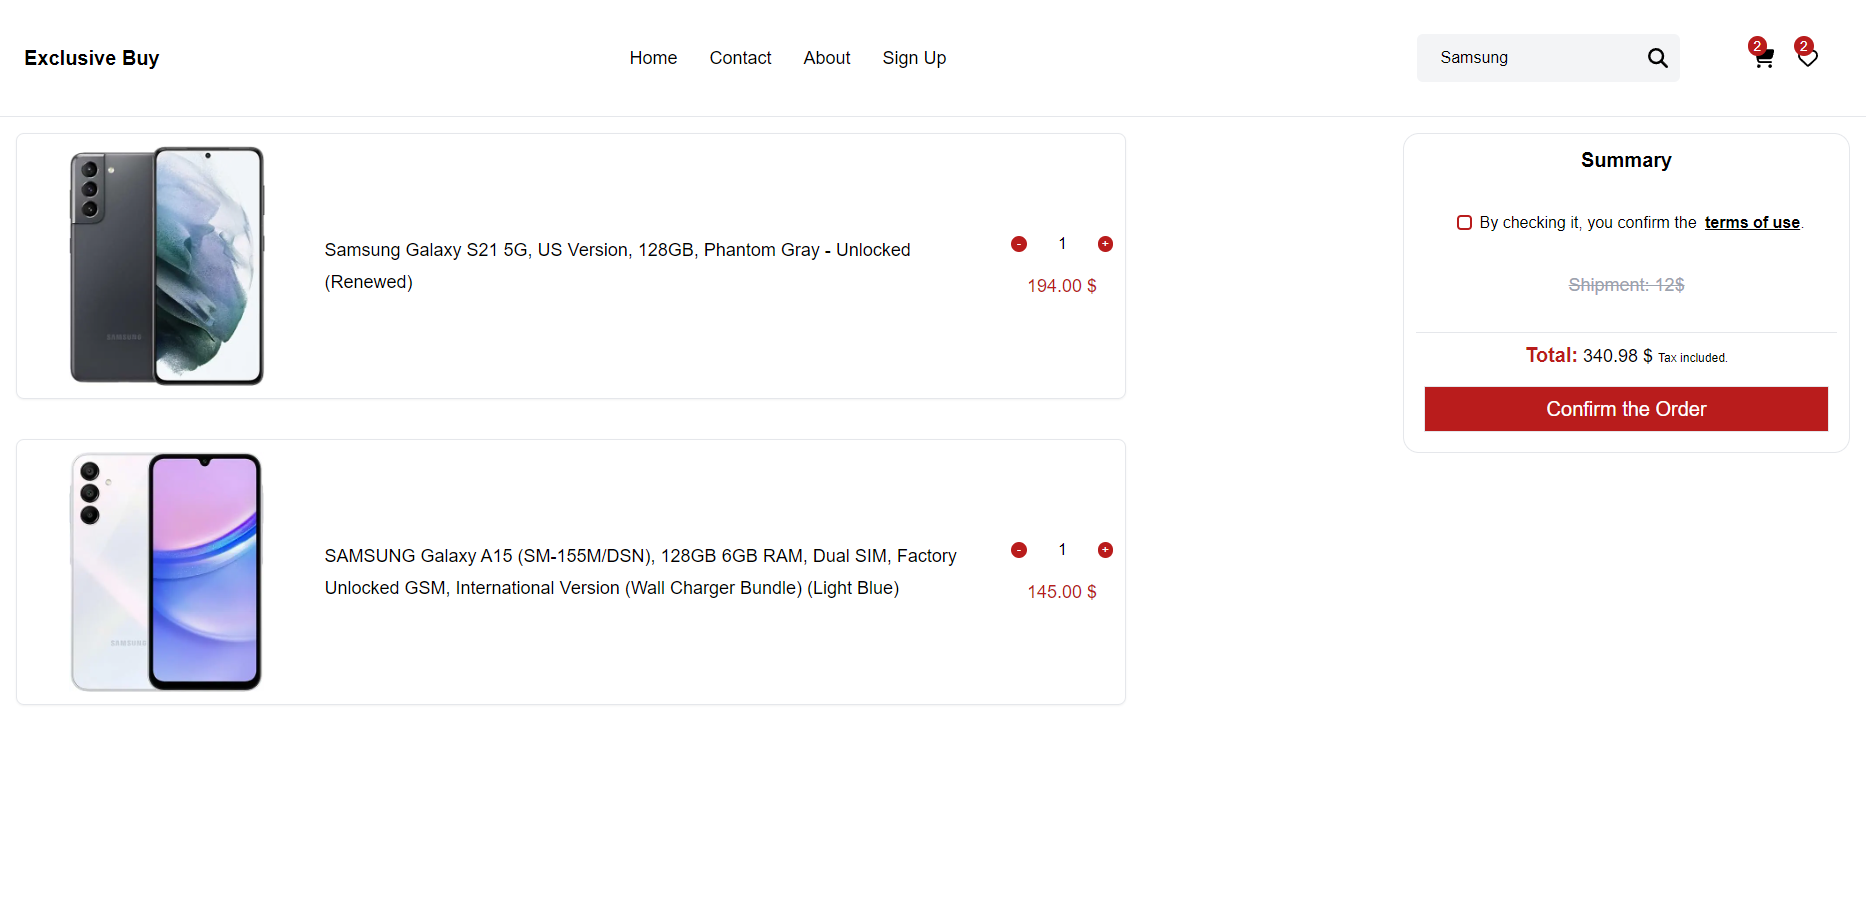 Exclusive Buy
Home Contact About Sign Up
Samsung
2 2
Samsung Galaxy S21 5G, US Version, 128GB, Phantom Gray - Unlocked
(Renewed)
- 1 +
194.00 $
SAMSUNG
SAMSUNG Galaxy A15 (SM-155M/DSN), 128GB 6GB RAM, Dual SIM, Factory
Unlocked GSM, International Version (Wall Charger Bundle) (Light Blue)
- 1 +
145.00 $
SAMSUNG
Summary
By checking it, you confirm the terms of use.
Shipment: 12$
Total: 340.98 $ Tax included.
Confirm the Order